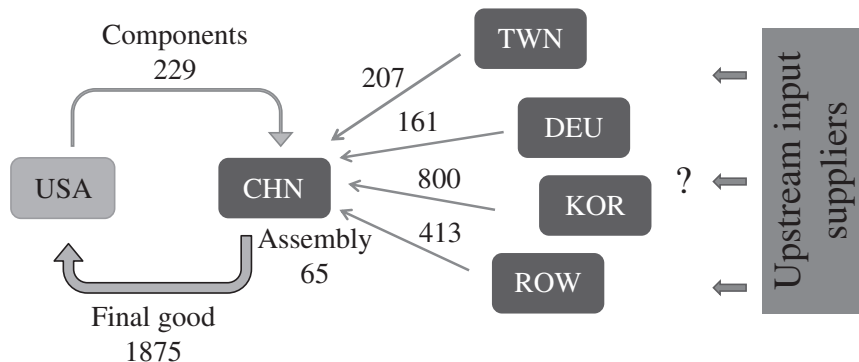 Components
229
TWN
207
161
DEU
USA
CHN
800
KOR
?
413
Assembly
65
ROW
Final good
1875
Upstream input
suppliers